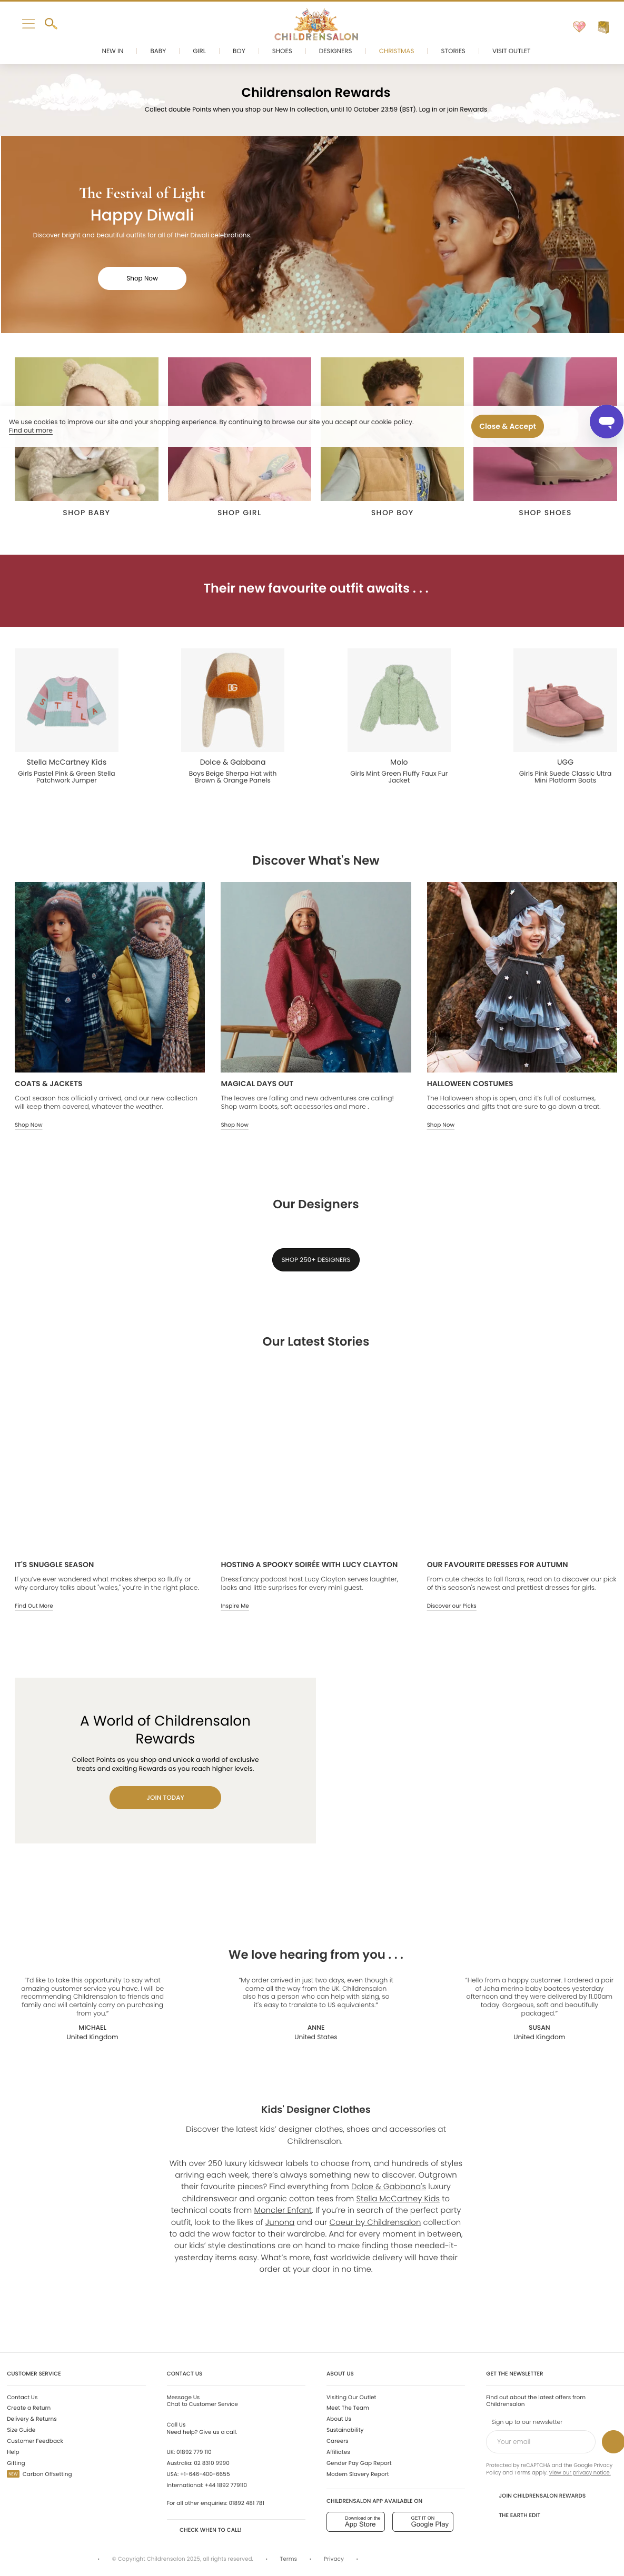 CHILDRENSALON
NEW IN
BABY
GIRL
BOY
SHOES
DESIGNERS
CHRISTMAS
STORIES
VISIT OUTLET
Childrensalon Rewards
Collect double Points when you shop our New In collection, until 10 October 23:59 (BST). Log In or join Rewards
The Festival of Light
Happy Diwali
Discover bright and beautiful outfits for all of their Diwali celebrations.
Shop Now
We use cookies to improve our site and your shopping experience. By continuing to browse our site you accept our cookie policy.
Find out more
Close & Accept
SHOP BABY
SHOP GIRL
SHOP BOY
SHOP SHOES
Their new favourite outfit awaits . . .
Stella McCartney Kids
Girls Pastel Pink & Green Stella
Patchwork Jumper
Dolce & Gabbana
Boys Beige Sherpa Hat with
Brown & Orange Panels
Molo
Girls Mint Green Fluffy Faux Fur
Jacket
UGG
Girls Pink Suede Classic Ultra
Mini Platform Boots
Discover What's New
COATS & JACKETS
Coat season has officially arrived, and our new collection
will keep them covered, whatever the weather.
Shop Now
MAGICAL DAYS OUT
The leaves are falling and new adventures are calling!
Shop warm boots, soft accessories and more .
Shop Now
HALLOWEEN COSTUMES
The Halloween shop is open, and it's full of costumes,
accessories and gifts that are sure to go down a treat.
Shop Now
Our Designers
SHOP 250+ DESIGNERS
Our Latest Stories
IT'S SNUGGLE SEASON
If you've ever wondered what makes sherpa so fluffy or
why corduroy talks about "wales," you're in the right place.
Find Out More
HOSTING A SPOOKY SOIRÉE WITH LUCY CLAYTON
Dress:Fancy podcast host Lucy Clayton serves laughter,
looks and little surprises for every mini guest.
Inspire Me
OUR FAVOURITE DRESSES FOR AUTUMN
From cute checks to fall florals, read on to discover our pick
of this season's newest and prettiest dresses for girls.
Discover our Picks
A World of Childrensalon
Rewards
Collect Points as you shop and unlock a world of exclusive
treats and exciting Rewards as you reach higher levels.
JOIN TODAY
We love hearing from you . . .
"I'd like to take this opportunity to say what
amazing customer service you have. I will be
recommending Childrensalon to friends and
family and will certainly carry on purchasing
from you."
MICHAEL
United Kingdom
"My order arrived in just two days, even though it
came all the way from the UK. Childrensalon
also has a person who can help with sizing, so
it's easy to translate to US equivalents."
ANNE
United States
"Hello from a happy customer. I ordered a pair
of Joha merino baby bootees yesterday
afternoon and they were delivered by 11.00am
today. Gorgeous, soft and beautifully
packaged."
SUSAN
United Kingdom
Kids' Designer Clothes
Discover the latest kids' designer clothes, shoes and accessories at
Childrensalon.
With over 250 luxury kidswear labels to choose from, and hundreds of styles
arriving each week, there's always something new to discover. Outgrown
their favourite pieces? Find everything from Dolce & Gabbana's luxury
childrenswear and organic cotton tees from Stella McCartney Kids to
technical coats from Moncler Enfant. If you're in search of the perfect party
outfit, look to the likes of Junona and our Coeur by Childrensalon collection
to add the wow factor to their wardrobe. And for every moment in between,
our kids' style destinations are on hand to make finding those needed-it-
yesterday items easy. What's more, fast worldwide delivery will have their
order at your door in no time.
CUSTOMER SERVICE
Contact Us
Create a Return
Delivery & Returns
Size Guide
Customer Feedback
Help
Gifting
NEW Carbon Offsetting
CONTACT US
Message Us
Chat to Customer Service
Call Us
Need help? Give us a call.
UK: 01892 779 110
Australia: 02 8310 9990
USA: +1-646-400-6655
International: +44 1892 779110
For all other enquiries: 01892 481 781
CHECK WHEN TO CALL!
ABOUT US
Visiting Our Outlet
Meet The Team
About Us
Sustainability
Careers
Affiliates
Gender Pay Gap Report
Modern Slavery Report
CHILDRENSALON APP AVAILABLE ON
Download on the
App Store
GET IT ON
Google Play
GET THE NEWSLETTER
Find out about the latest offers from
Childrensalon
Sign up to our newsletter
Your email
Protected by reCAPTCHA and the Google Privacy
Policy and Terms apply. View our privacy notice.
JOIN CHILDRENSALON REWARDS
THE EARTH EDIT
• © Copyright Childrensalon 2025, all rights reserved. • Terms • Privacy •